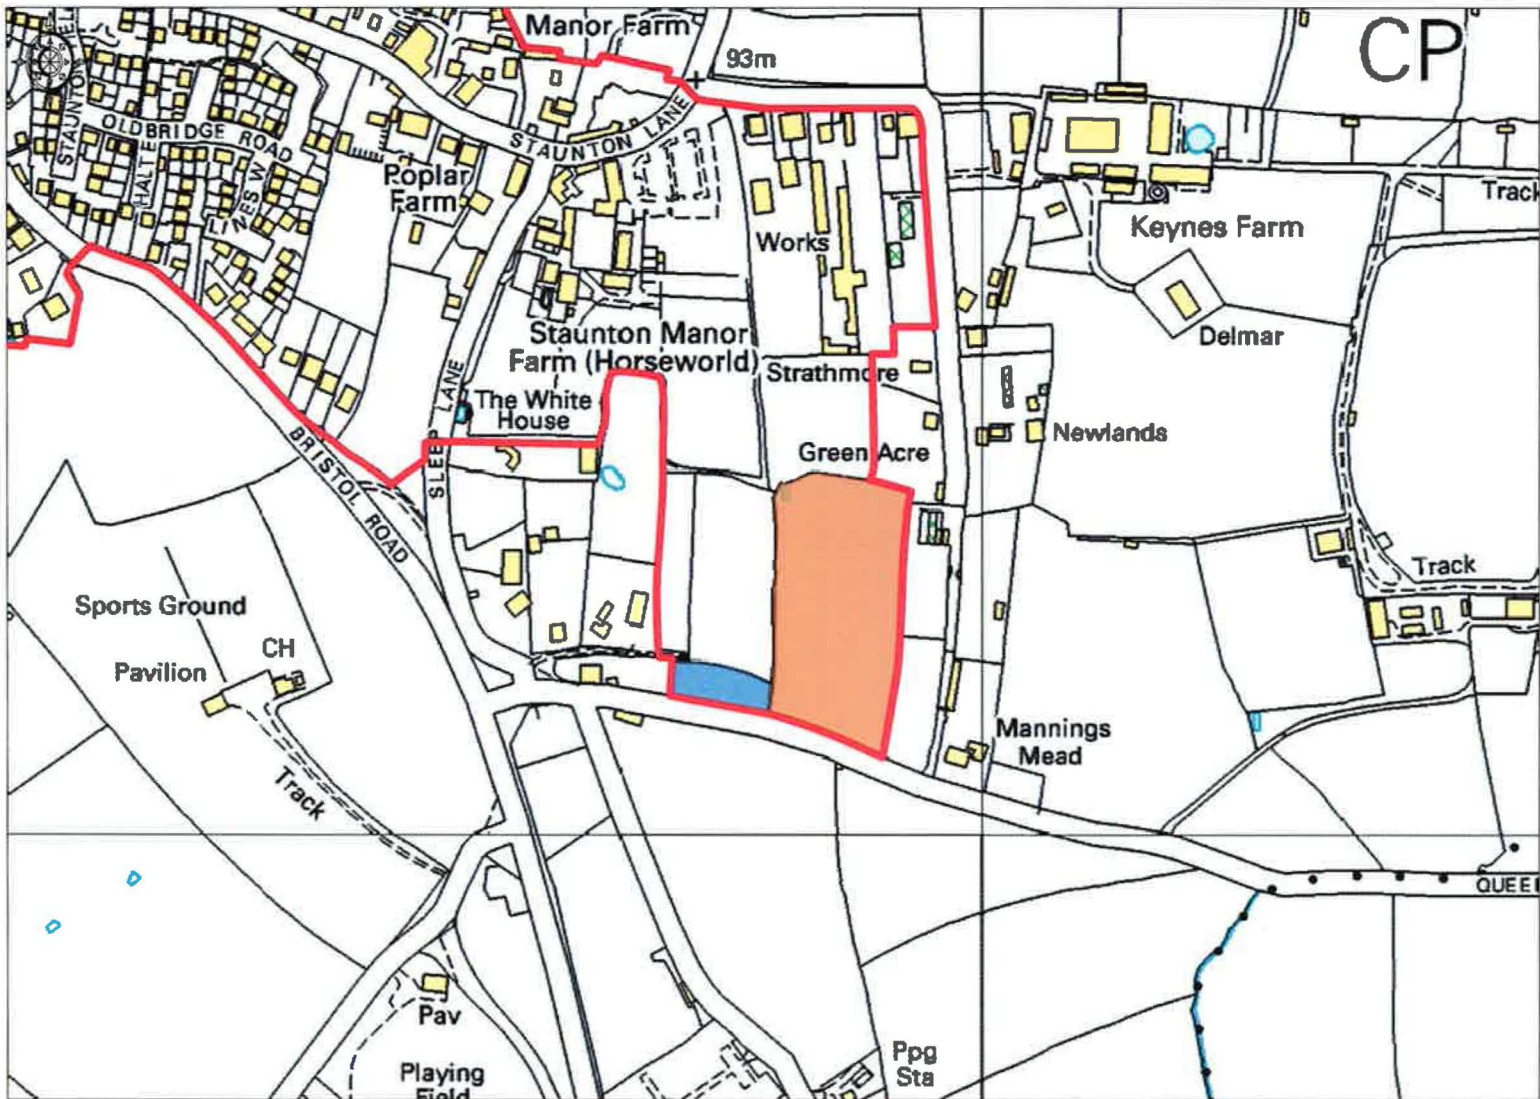 Manor Farm
CP
93m
OLDBRIDGE ROAD
STAUNTON LANE
Poplar
Farm
Track
Keynes Farm
Works
Delmar
Staunton Manor
Farm (Horseworld)
Strathmore
The White
House
SLEEP LANE
Newlands
Green Acre
BRISTOL ROAD
Track
Sports Ground
CH
Pavilion
Mannings
Mead
Track
QUEE
Pav
Ppg
Sta
Playing
Field